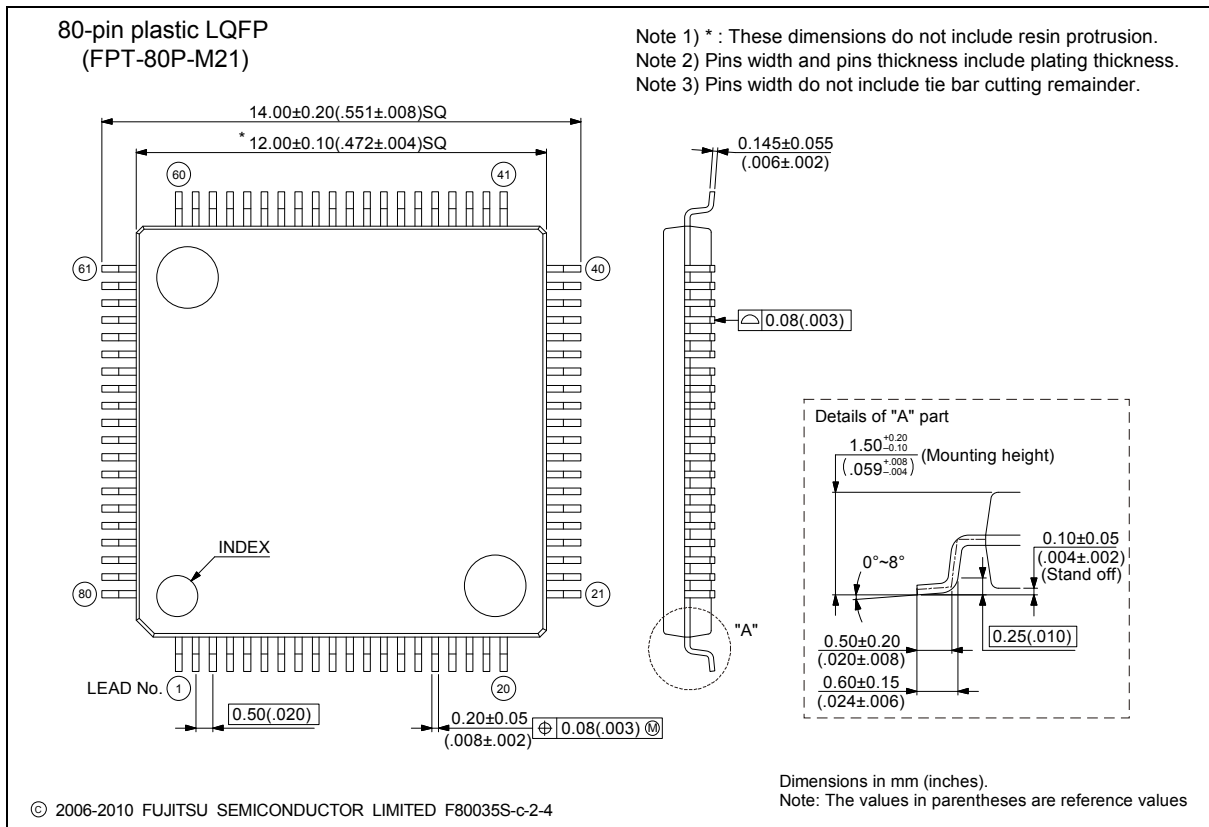 80-pin plastic LQFP
(FPT-80P-M21)
Note 1) * : These dimensions do not include resin protrusion.
Note 2) Pins width and pins thickness include plating thickness.
Note 3) Pins width do not include tie bar cutting remainder.
14.00±0.20(.551±.008)SQ
* 12.00±0.10(.472±.004)SQ
0.145±0.055
(.006±.002)
60
41
61
40
⌓ 0.08(.003)
Details of "A" part
1.50 +0.20 –0.10
(.059 +.008 –.004)
(Mounting height)
INDEX
0.10±0.05
(.004±.002)
(Stand off)
0°~8°
80
21
"A"
0.50±0.20
(.020±.008)
0.25(.010)
0.60±0.15
(.024±.006)
LEAD No. 1
20
0.50(.020)
0.20±0.05
(.008±.002)
⌖ 0.08(.003) Ⓜ
Dimensions in mm (inches).
Note: The values in parentheses are reference values
© 2006-2010 FUJITSU SEMICONDUCTOR LIMITED F80035S-c-2-4